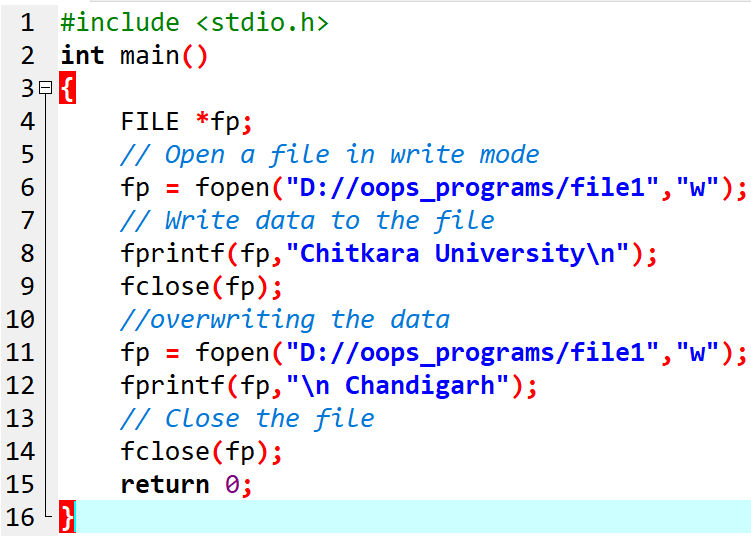 1 #include <stdio.h>
2 int main()
3 {
4 FILE *fp;
5 // Open a file in write mode
6 fp = fopen("D://oops_programs/file1","w");
7 // Write data to the file
8 fprintf(fp,"Chitkara University\n");
9 fclose(fp);
10 //overwriting the data
11 fp = fopen("D://oops_programs/file1","w");
12 fprintf(fp,"\n Chandigarh");
13 // Close the file
14 fclose(fp);
15 return 0;
16 }